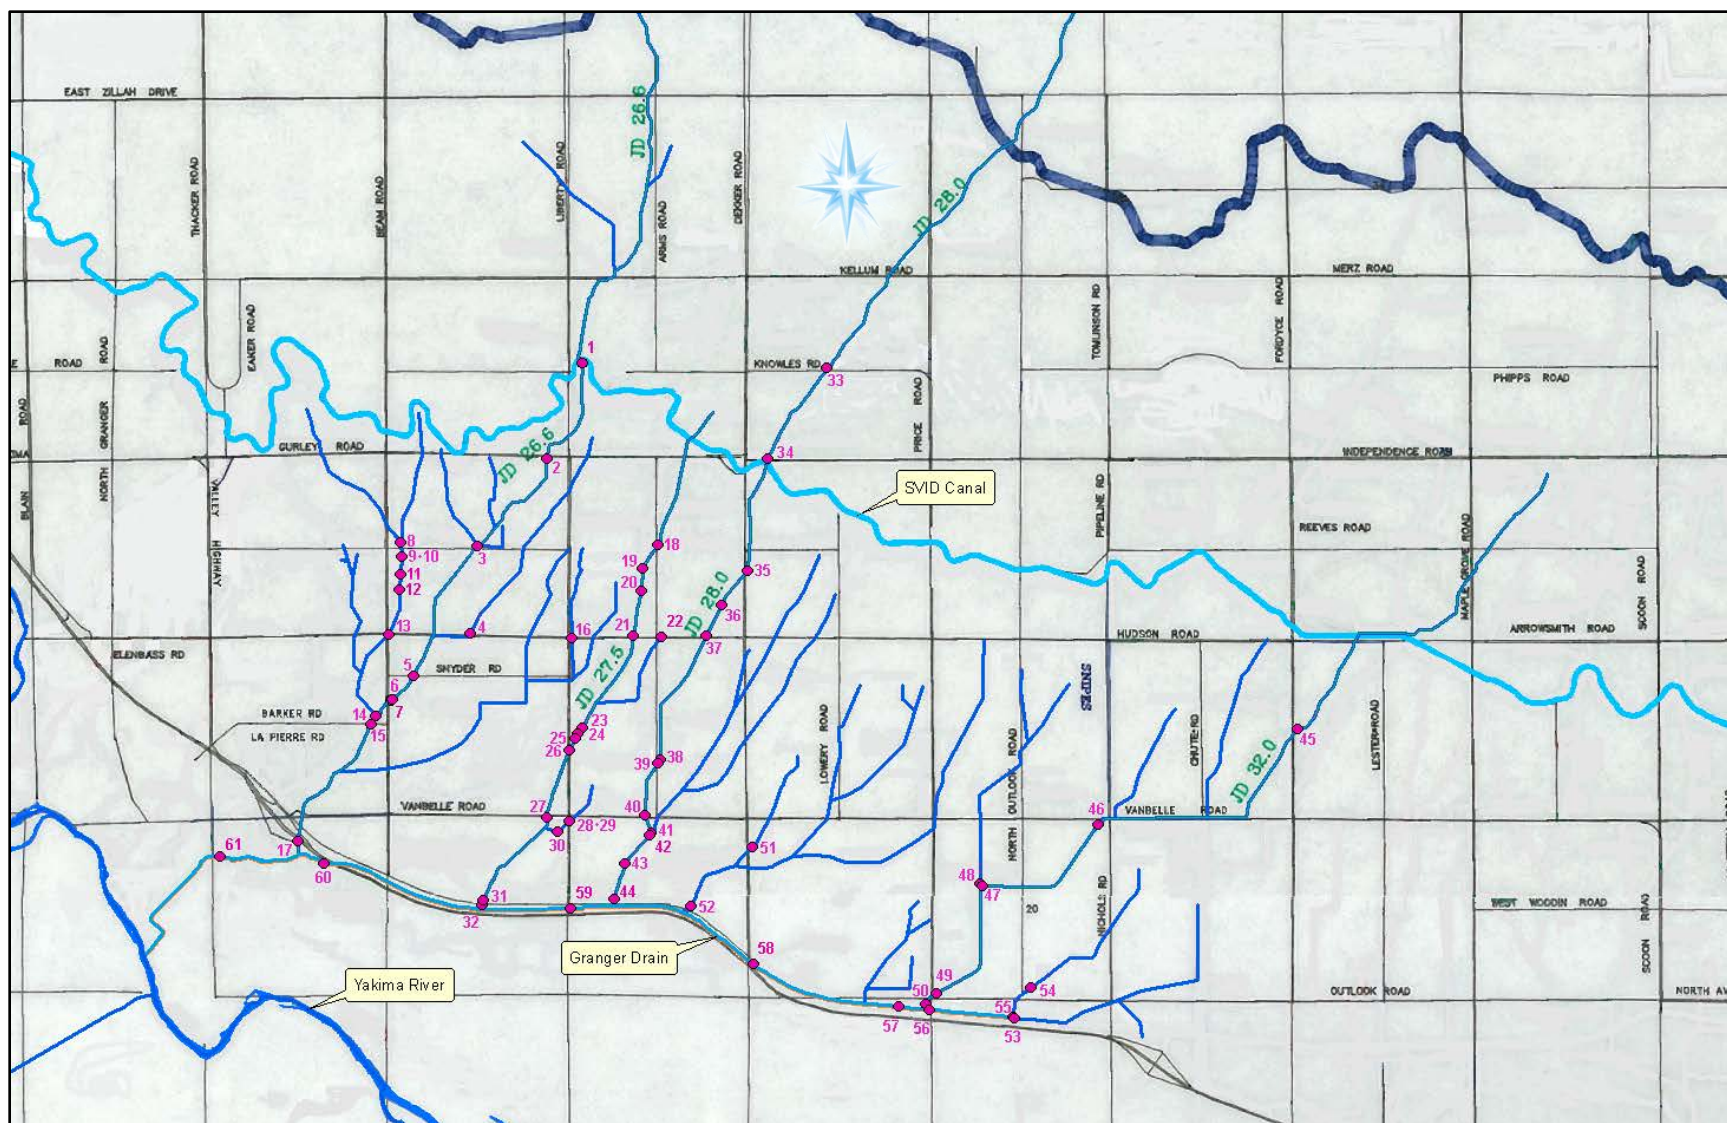 EAST ZILLAH DRIVE
THACKER ROAD
BEAM ROAD
LIBERTY ROAD
JD 26.6
ARMS ROAD
DEKKER ROAD
JD 28.0
KELLUM ROAD
MERZ ROAD
EAKER ROAD
TOMLINSON RD
FORDYCE ROAD
E ROAD
NORTH GRANGER ROAD
1
KNOWLES RD
33
PRICE ROAD
PHIPPS ROAD
BLAIN ROAD
GURLEY ROAD
JD 26.6
2
34
INDEPENDENCE ROAD
VALLEY HIGHWAY
SVID Canal
PIPELINE RD
REEVES ROAD
MAPLE GROVE ROAD
SCOON ROAD
8
9-10
11
12
3
18
19
20
35
36
JD 28.0
13
4
16
21
22
37
HUDSON ROAD
ARROWSMITH ROAD
ELENBASS RD
5
SNYDER RD
JD 27.5
SNIPES
6
7
BARKER RD
14
15
LA PIERRE RD
23
24
25
26
38
39
LOWERY ROAD
NORTH OUTLOOK ROAD
CHUTE RD
LESTER ROAD
45
JD 32.0
VANBELLE ROAD
27
28-29
30
40
41
42
46
VANBELLE ROAD
17
61
60
43
44
51
48
47
31
32
59
52
20
NICHOLS RD
WEST WOODIN ROAD
SCOON ROAD
Granger Drain
58
Yakima River
49
50
54
OUTLOOK ROAD
NORTH AV
57
56
55
53